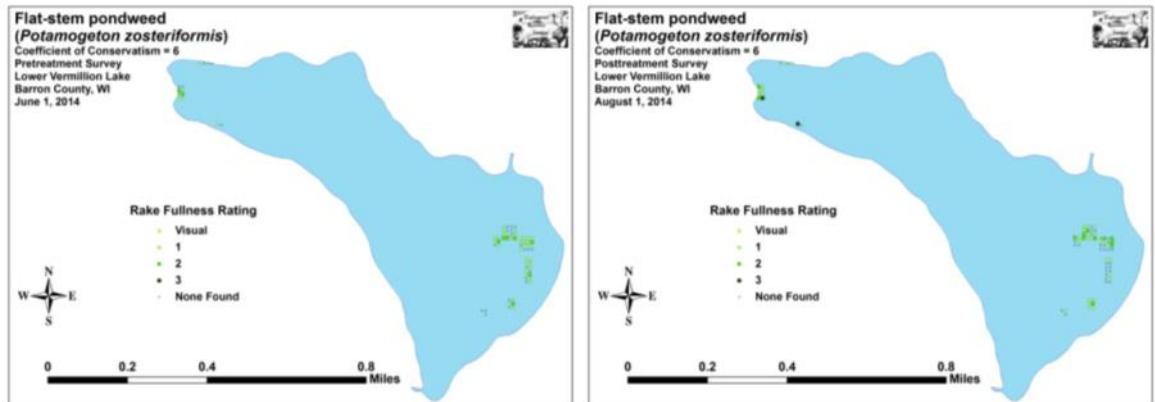 Flat-stem pondweed
(Potamogeton zosteriformis)
Coefficient of Conservatism = 6
Pretreatment Survey
Lower Vermillion Lake
Barron County, WI
June 1, 2014
Rake Fullness Rating
Visual
1
2
3
None Found
N
W E
S
0 0.2 0.4 0.8
Miles
Flat-stem pondweed
(Potamogeton zosteriformis)
Coefficient of Conservatism = 6
Posttreatment Survey
Lower Vermillion Lake
Barron County, WI
August 1, 2014
Rake Fullness Rating
Visual
1
2
3
None Found
N
W E
S
0 0.2 0.4 0.8
Miles